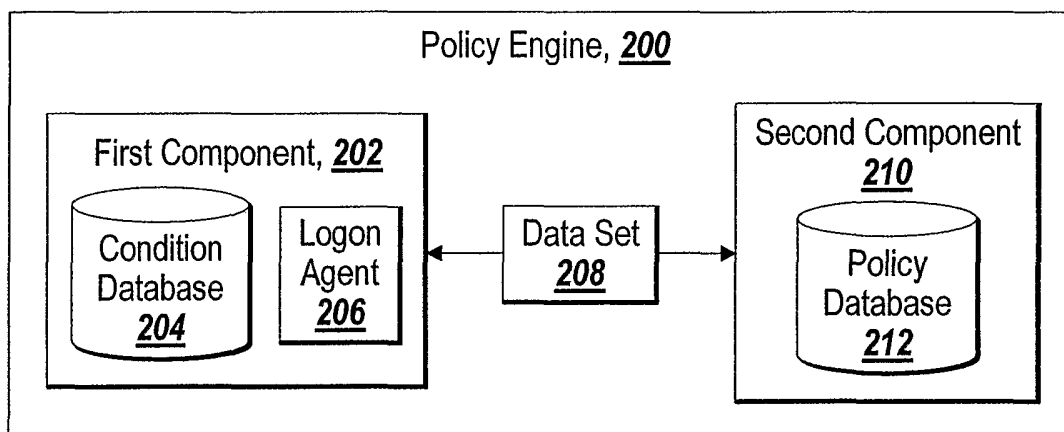 Policy Engine, 200
First Component, 202
Condition
Database
204
Logon
Agent
206
Data Set
208
Second Component
210
Policy
Database
212